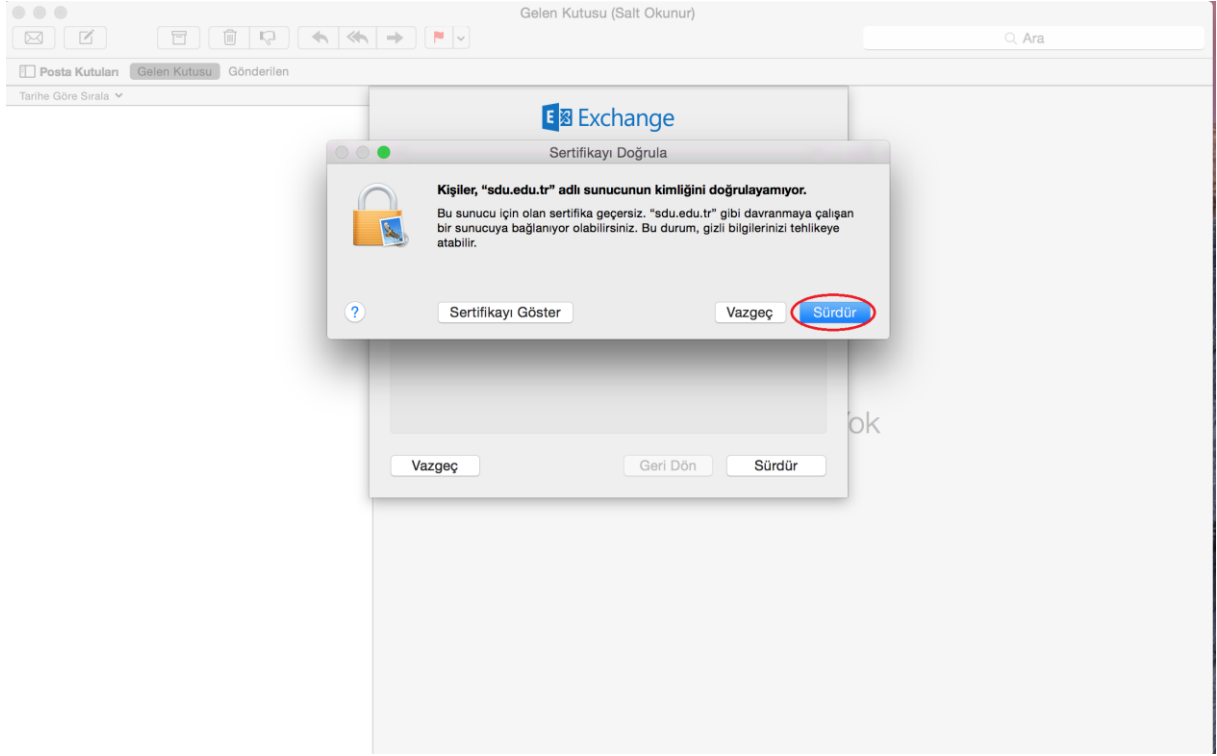 Gelen Kutusu (Salt Okunur)
Ara
Posta Kutuları Gelen Kutusu Gönderilen
Tarihe Göre Sırala
Exchange
Sertifikayı Doğrula
Kişiler, “sdu.edu.tr” adlı sunucunun kimliğini doğrulayamıyor.
Bu sunucu için olan sertifika geçersiz. “sdu.edu.tr” gibi davranmaya çalışan
bir sunucuya bağlanıyor olabilirsiniz. Bu durum, gizli bilgilerinizi tehlikeye
atabilir.
? Sertifikayı Göster Vazgeç Sürdür
Vazgeç Geri Dön Sürdür